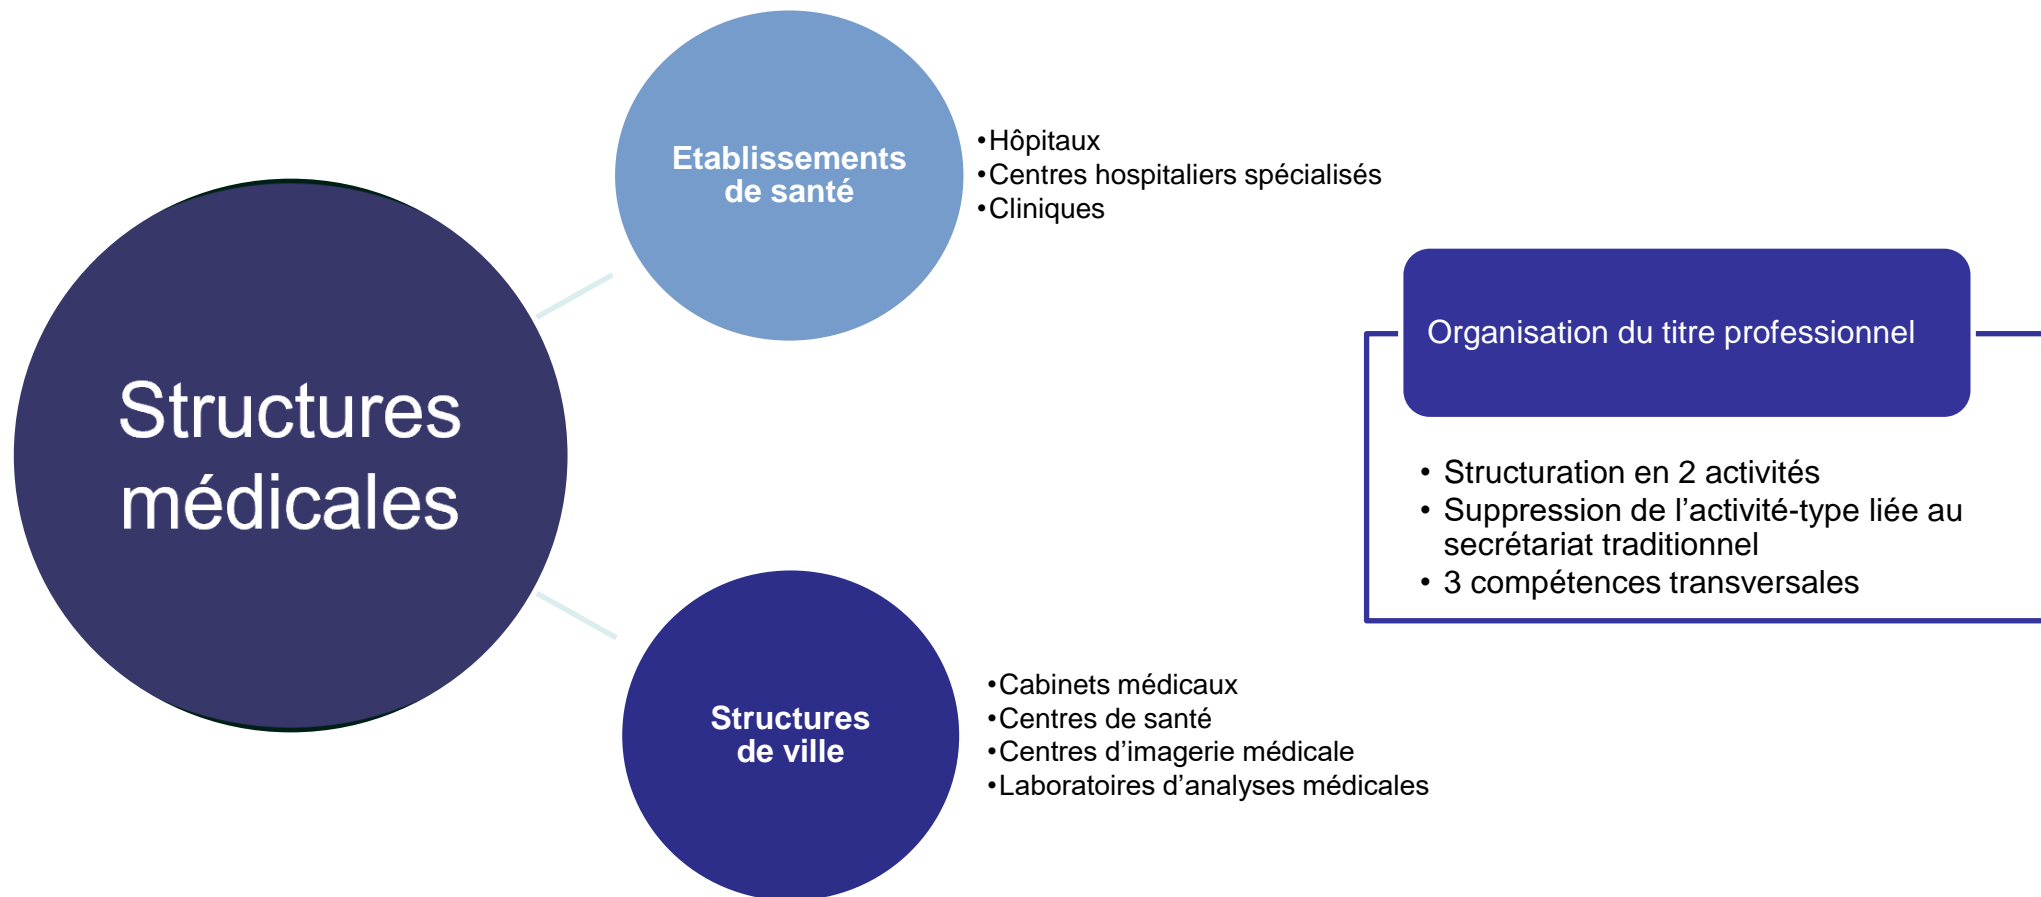 Structures
médicales
Etablissements
de santé
•Hôpitaux
•Centres hospitaliers spécialisés
•Cliniques
Structures
de ville
•Cabinets médicaux
•Centres de santé
•Centres d’imagerie médicale
•Laboratoires d’analyses médicales
Organisation du titre professionnel
• Structuration en 2 activités
• Suppression de l’activité-type liée au
secrétariat traditionnel
• 3 compétences transversales